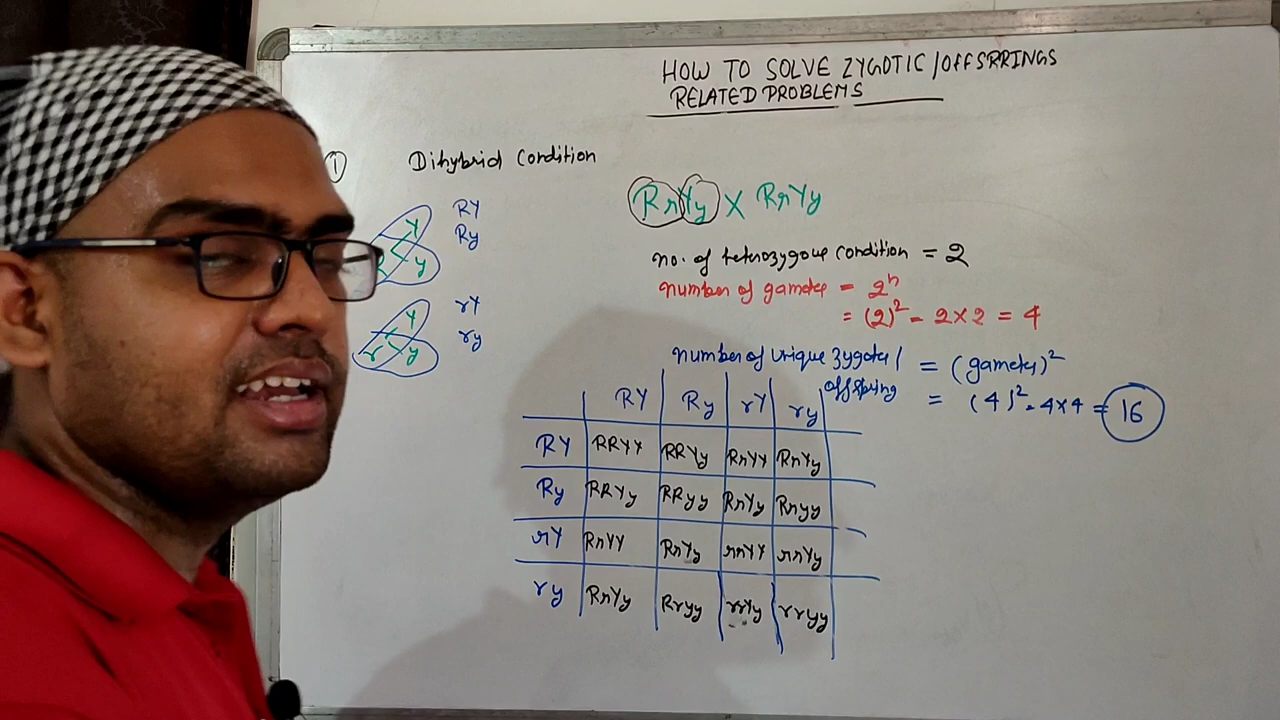 HOW TO SOLVE ZYGOTIC/OFFSRRINGS
RELATED PROBLEMS
① Dihybrid Condition
RY
Ry
Y
y
rY
ry
Y
r y
RrYy X RrYy
no. of heterozygous condition = 2
number of gametes = 2ⁿ
= (2)² = 2×2 = 4
number of unique zygotes/ = (gametes)²
offspring = (4)² = 4×4 = 16
RY Ry rY ry
RY RRYY RRYy RrYY RrYy
Ry RRYy RRyy RrYy Rryy
rY RrYY RrYy rrYY rrYy
ry RrYy Rryy rrYy rryy